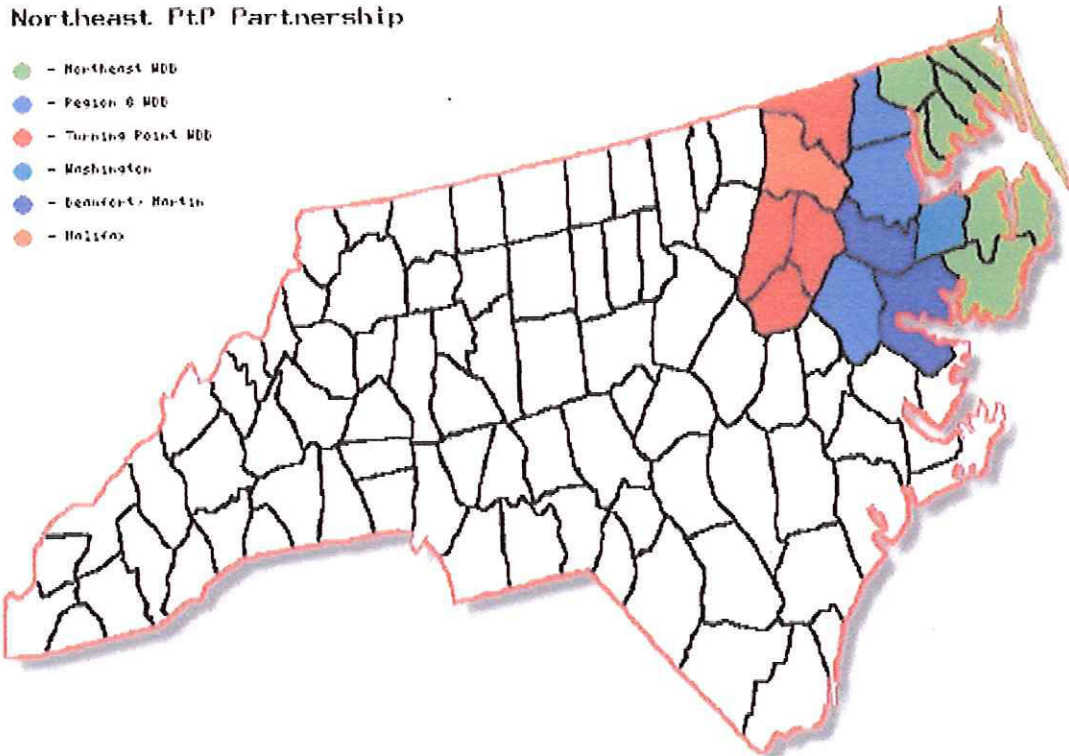 Northeast PtP Partnership
- Northeast WDB
- Region Q WDB
- Turning Point WDB
- Washington
- Beaufort, Martin
- Halifax